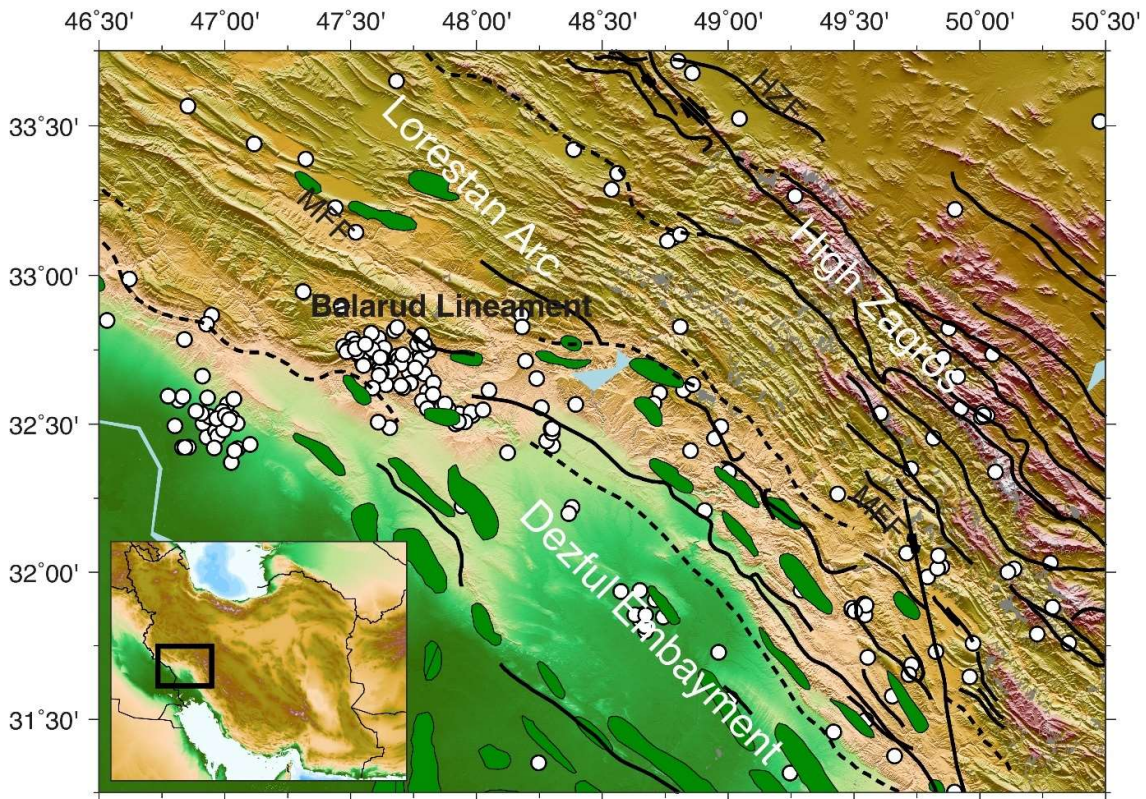 46˚30' 47˚00' 47˚30' 48˚00' 48˚30' 49˚00' 49˚30' 50˚00' 50˚30'
33˚30'
33˚00'
32˚30'
32˚00'
31˚30'
HZF
Lorestan Arc
MFF
High Zagros
Balarud Lineament
MFF
Dezful Embayment